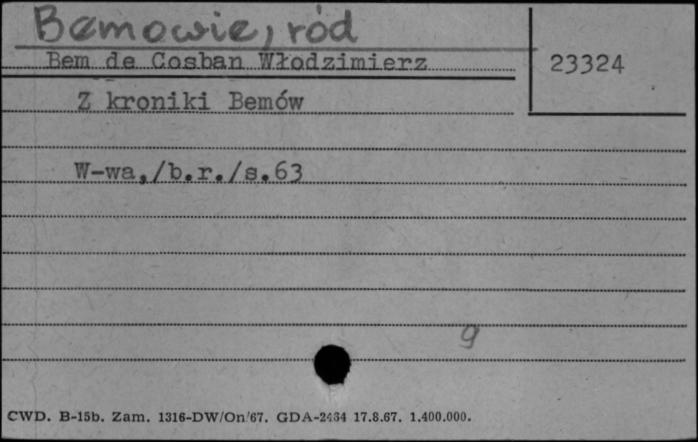 Bemowie, ród
Bem de Cosban Włodzimierz
23324
Z kroniki Bemów
W-wa,/b.r./s.63
9
CWD. B-15b. Zam. 1316-DW/On/67. GDA-2434 17.8.67. 1.400.000.